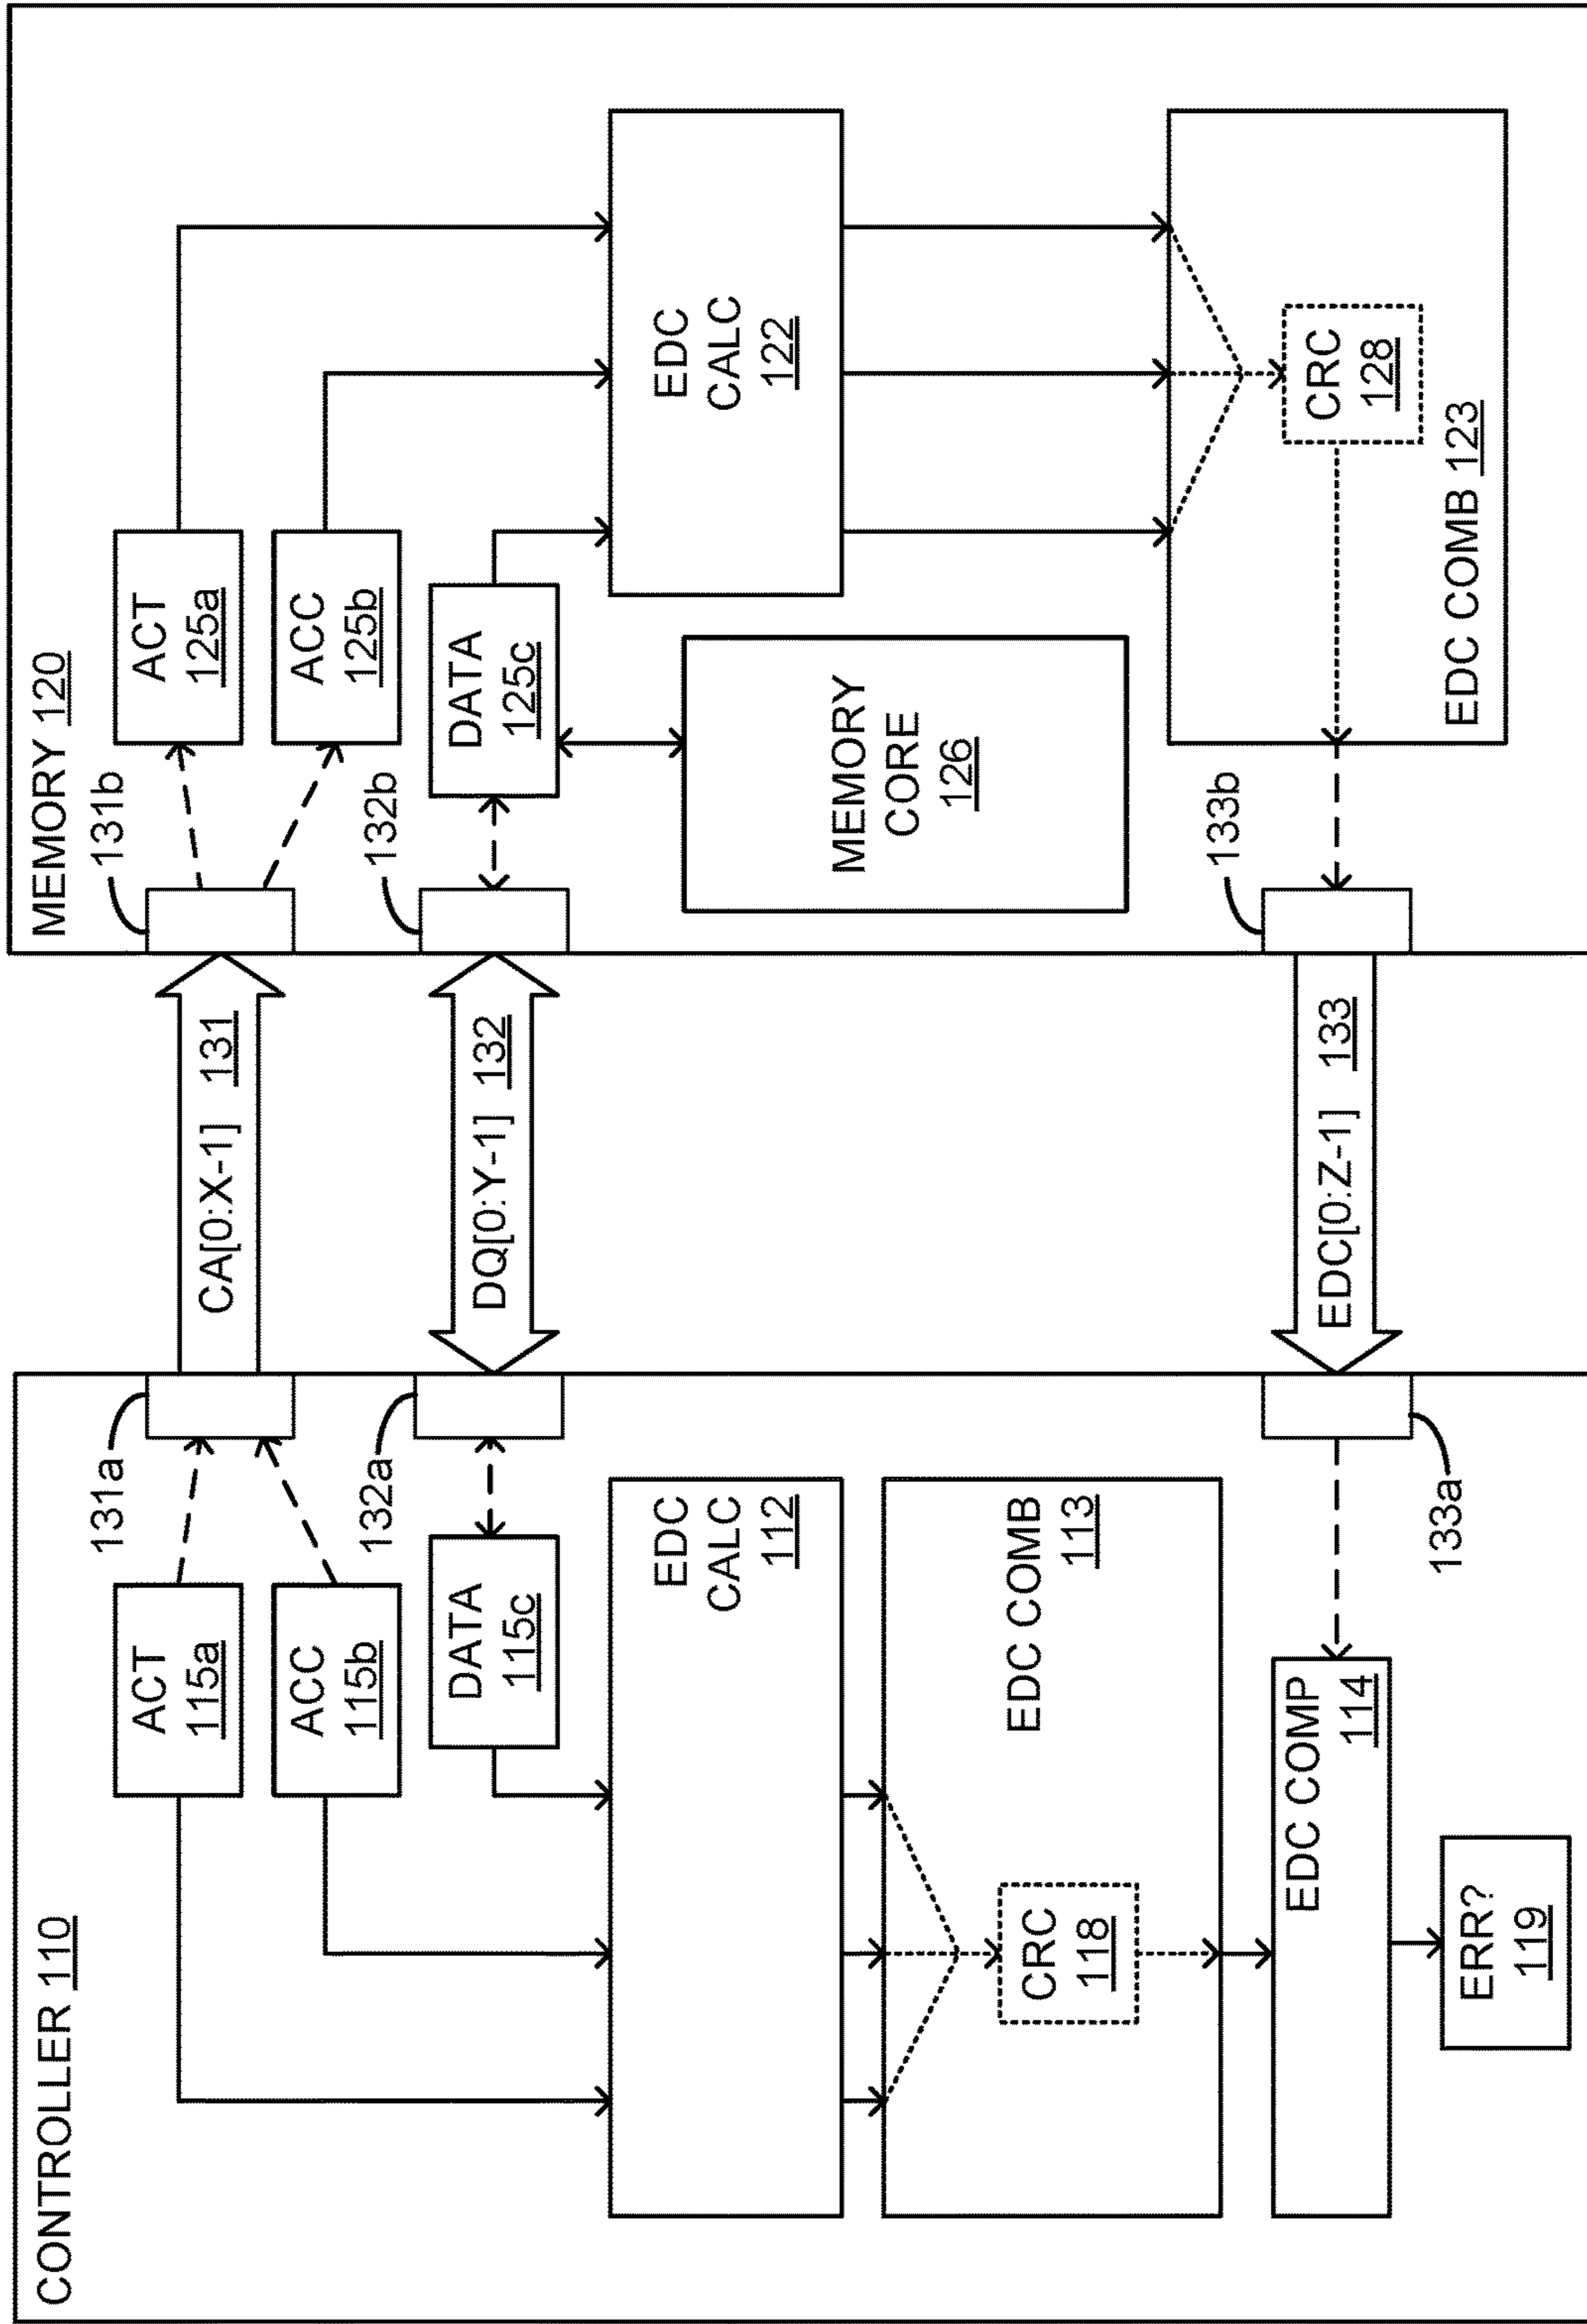 CONTROLLER 110
ACT
115a
ACC
115b
DATA
115c
131a
132a
EDC
CALC
112
EDC COMB 113
CRC
118
EDC COMP
114
133a
ERR?
119
CA[0:X-1] 131
DQ[0:Y-1] 132
EDC[0:Z-1] 133
MEMORY 120
131b
ACT
125a
ACC
125b
132b
DATA
125c
EDC
CALC
122
MEMORY
CORE
126
133b
CRC
128
EDC COMB 123